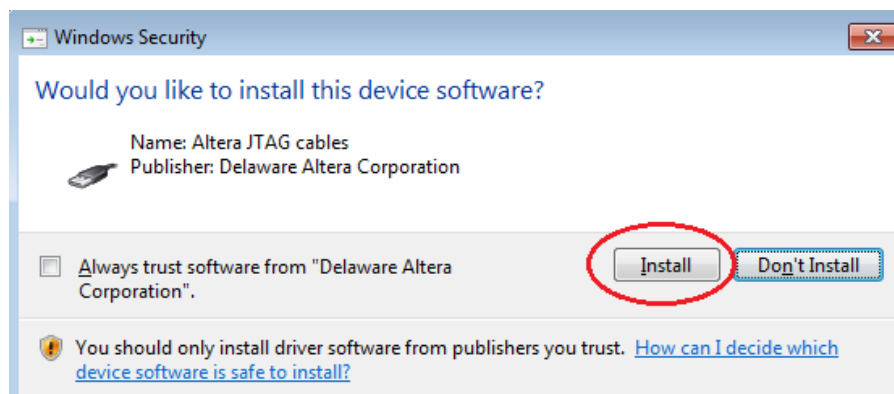 Windows Security
Would you like to install this device software?
Name: Altera JTAG cables
Publisher: Delaware Altera Corporation
Always trust software from "Delaware Altera
Corporation".
Install
Don't Install
You should only install driver software from publishers you trust. How can I decide which
device software is safe to install?